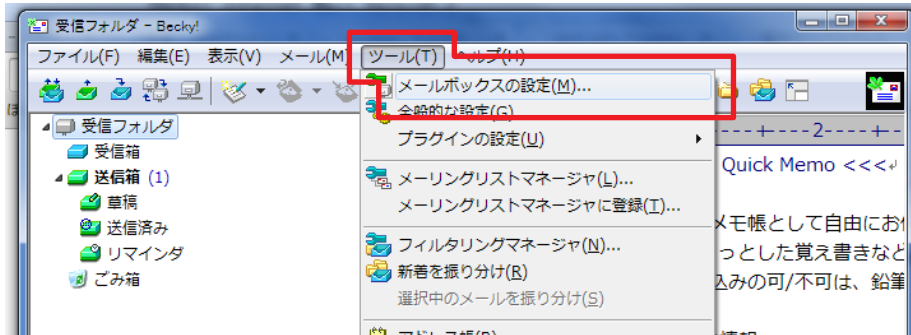 受信フォルダ - Becky!
ファイル(F) 編集(E) 表示(V) メール(M) ツール(T) ヘルプ(H)
メールボックスの設定(M)...
全般的な設定(G)
プラグインの設定(U)
メーリングリストマネージャ(L)...
メーリングリストマネージャに登録(T)...
フィルタリングマネージャ(N)...
新着を振り分け(R)
選択中のメールを振り分け(S)
受信フォルダ
受信箱
送信箱 (1)
草稿
送信済み
リマインダ
ごみ箱
----+----2----+--
Quick Memo <<<
メモ帳として自由にお
っとした覚え書きなど
込みの可/不可は、鉛筆